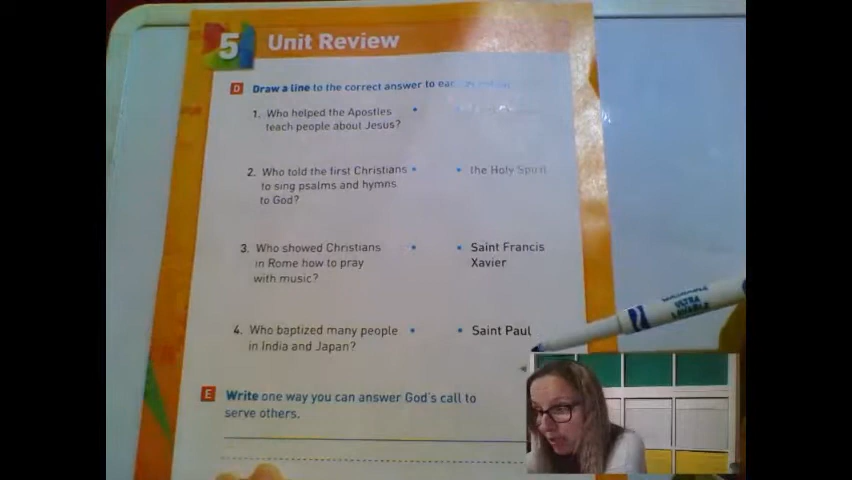 5 Unit Review
D Draw a line to the correct answer to each
1. Who helped the Apostles
teach people about Jesus?
2. Who told the first Christians
to sing psalms and hymns
to God?
the Holy Spirit
3. Who showed Christians
in Rome how to pray
with music?
Saint Francis
Xavier
4. Who baptized many people
in India and Japan?
Saint Paul
E Write one way you can answer God's call to
serve others.
ULTRA